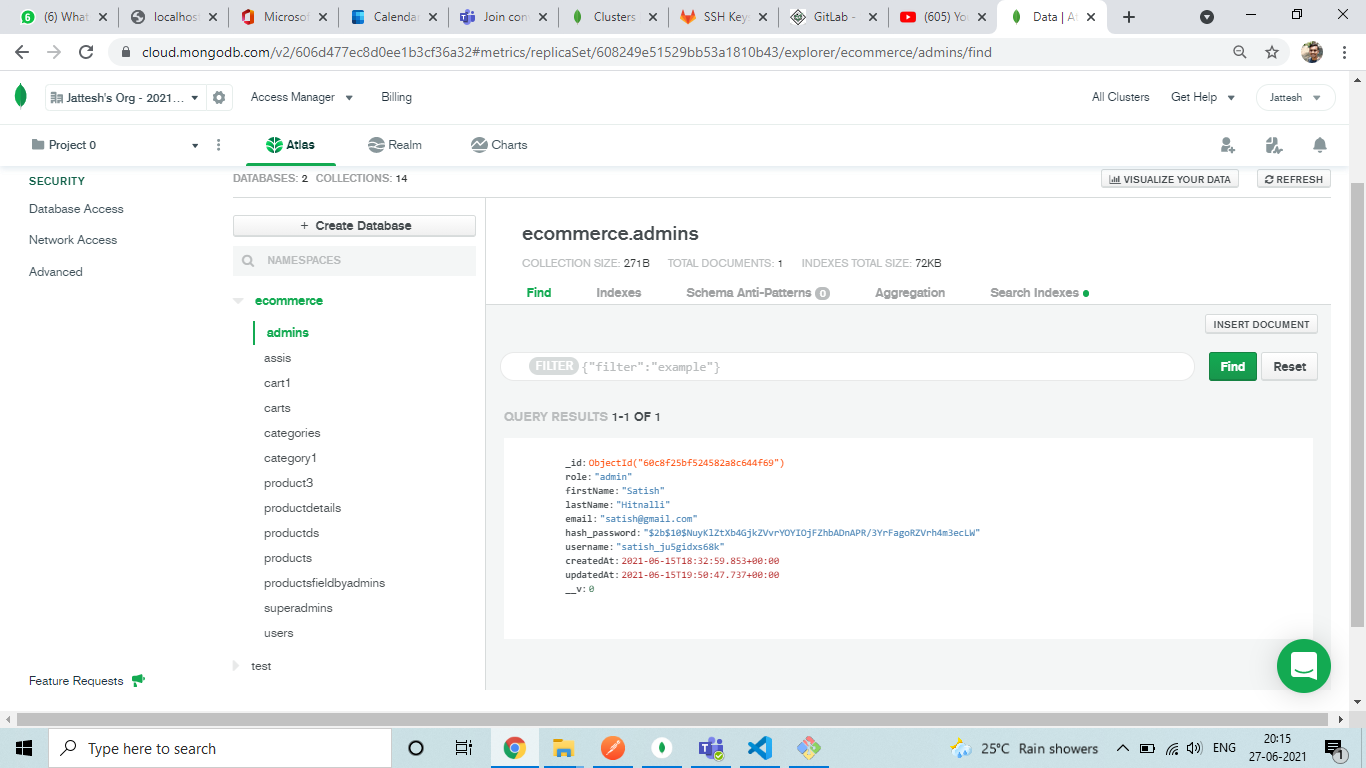 (6) What
localhost
Microsof
Calenda
Join con
Clusters
SSH Key
GitLab -
(605) Yo
Data | A
cloud.mongodb.com/v2/606d477ec8d0ee1b3cf36a32#metrics/replicaSet/608249e51529bb53a1810b43/explorer/ecommerce/admins/find
Jattesh's Org - 2021...
Access Manager
Billing
All Clusters
Get Help
Jattesh
Project 0
Atlas
Realm
Charts
SECURITY
Database Access
Network Access
Advanced
Feature Requests
DATABASES: 2 COLLECTIONS: 14
VISUALIZE YOUR DATA
REFRESH
+ Create Database
NAMESPACES
ecommerce
admins
assis
cart1
carts
categories
category1
product3
productdetails
productds
products
productsfieldbyadmins
superadmins
users
test
ecommerce.admins
COLLECTION SIZE: 271B TOTAL DOCUMENTS: 1 INDEXES TOTAL SIZE: 72KB
Find
Indexes
Schema Anti-Patterns 0
Aggregation
Search Indexes
INSERT DOCUMENT
FILTER {"filter":"example"}
Find
Reset
QUERY RESULTS 1-1 OF 1
_id: ObjectId("60c8f25bf524582a8c644f69")
role: "admin"
firstName: "Satish"
lastName: "Hitnalli"
email: "satish@gmail.com"
hash_password: "$2b$10$NuyKlZtXb4GjkZVvrYOYIOjFZhbADnAPR/3YrFagoRZVrh4m3ecLW"
username: "satish_ju5gidxs68k"
createdAt: 2021-06-15T18:32:59.853+00:00
updatedAt: 2021-06-15T19:50:47.737+00:00
__v: 0
Type here to search
25°C Rain showers
ENG
20:15
27-06-2021
1